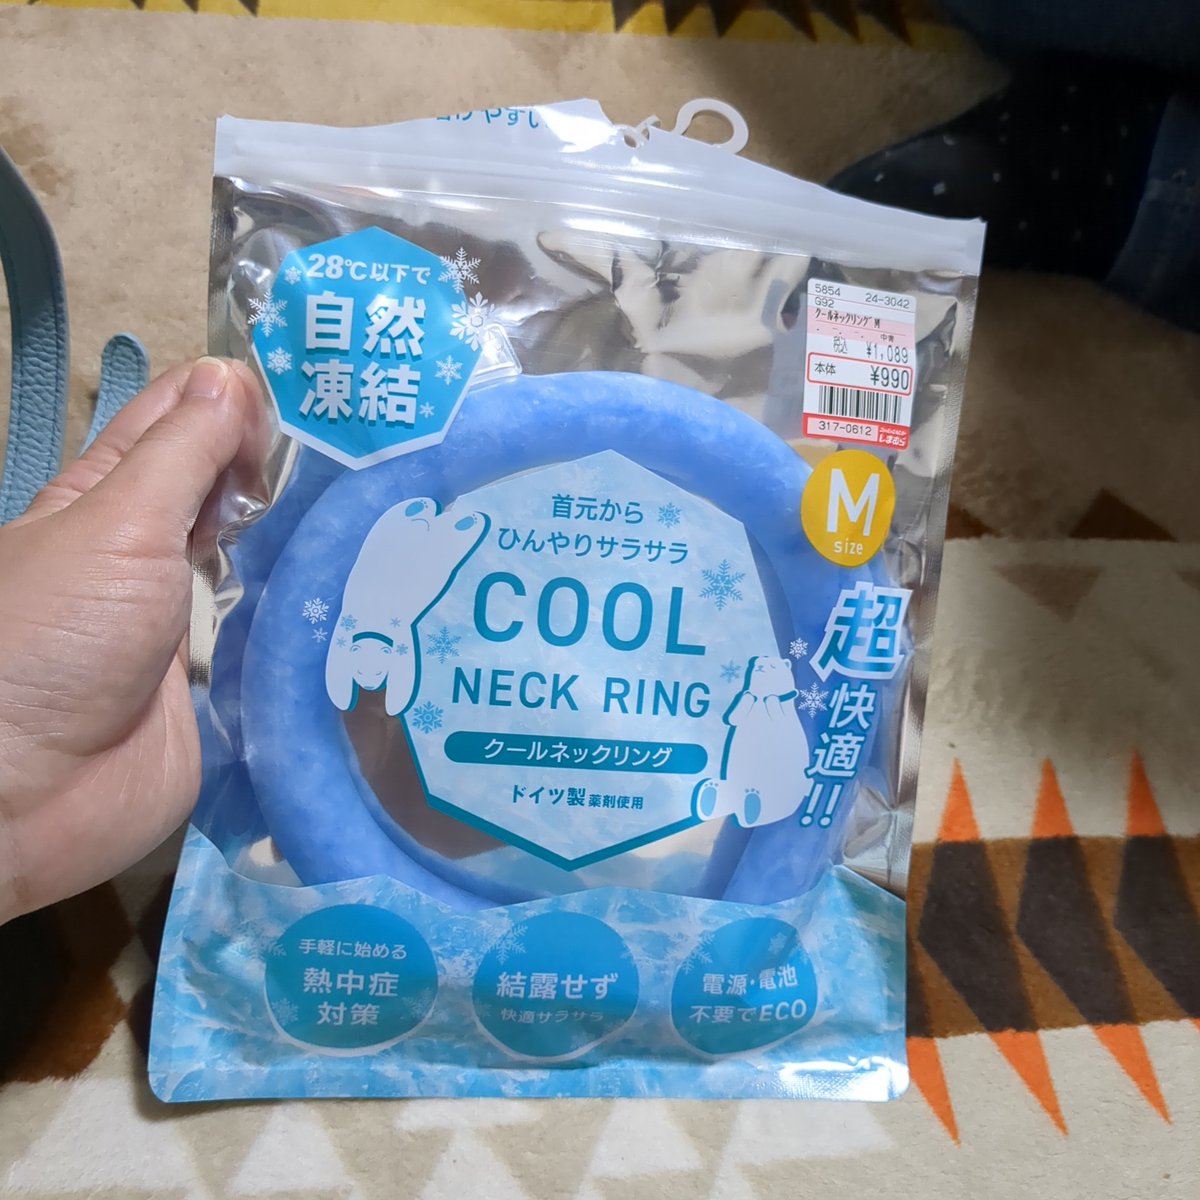 やすい
28℃以下で
自然
凍結
5854 24-3042
G92
クールネックリング M
中青
税込 ¥1,089
本体 ¥990
317-0612
しまむら
M
size
首元から
ひんやりサラサラ
COOL
NECK RING
クールネックリング
ドイツ製薬剤使用
超
快適!!
手軽に始める
熱中症
対策
結露せず
快適サラサラ
電源・電池
不要でECO